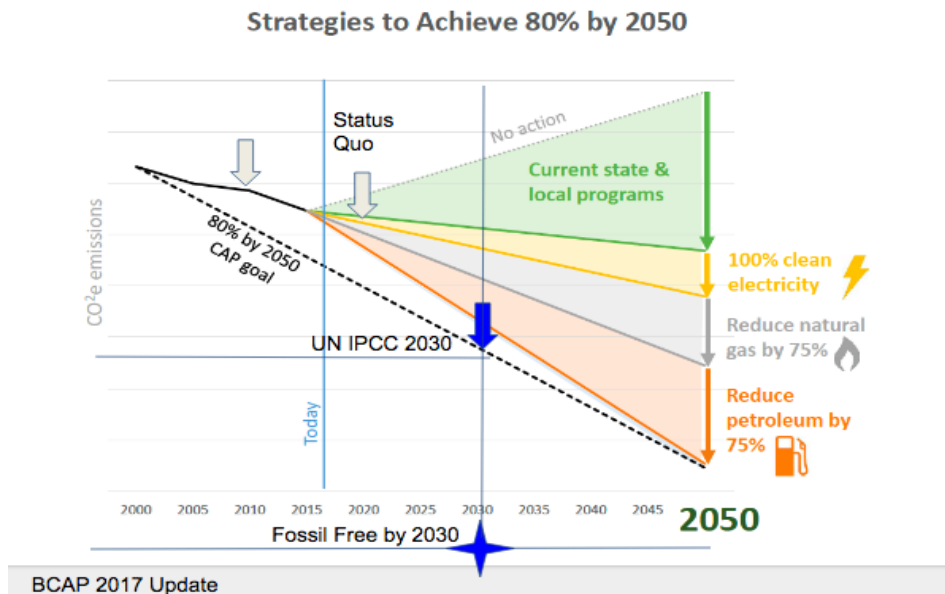 Strategies to Achieve 80% by 2050
Status
Quo
No action
Current state &
local programs
CO²e emissions
80% by 2050
CAP goal
100% clean
electricity
UN IPCC 2030
Reduce natural
gas by 75%
Today
Reduce
petroleum by
75%
2000 2005 2010 2015 2020 2025 2030 2035 2040 2045 2050
Fossil Free by 2030
BCAP 2017 Update